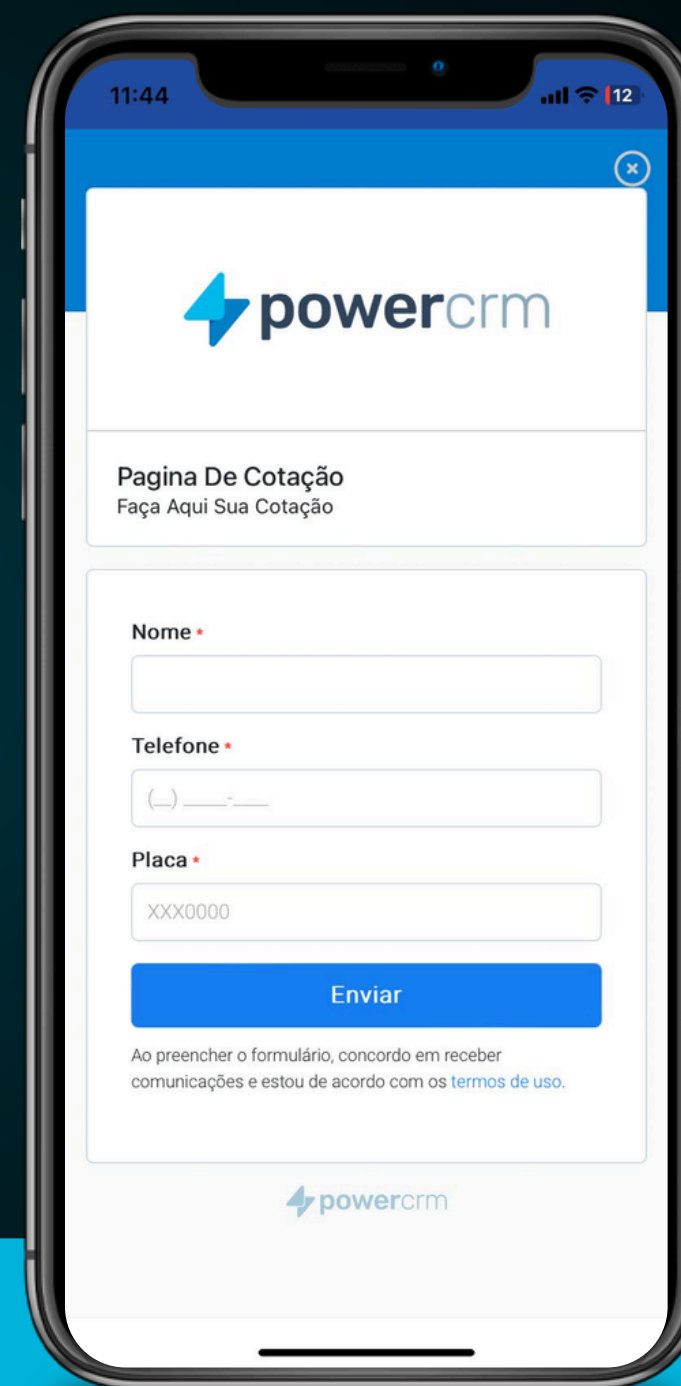 11:44
12
powercrm
Pagina De Cotação
Faça Aqui Sua Cotação
Nome *
Telefone *
(__) ____-____
Placa *
XXX0000
Enviar
Ao preencher o formulário, concordo em receber
comunicações e estou de acordo com os termos de uso.
powercrm